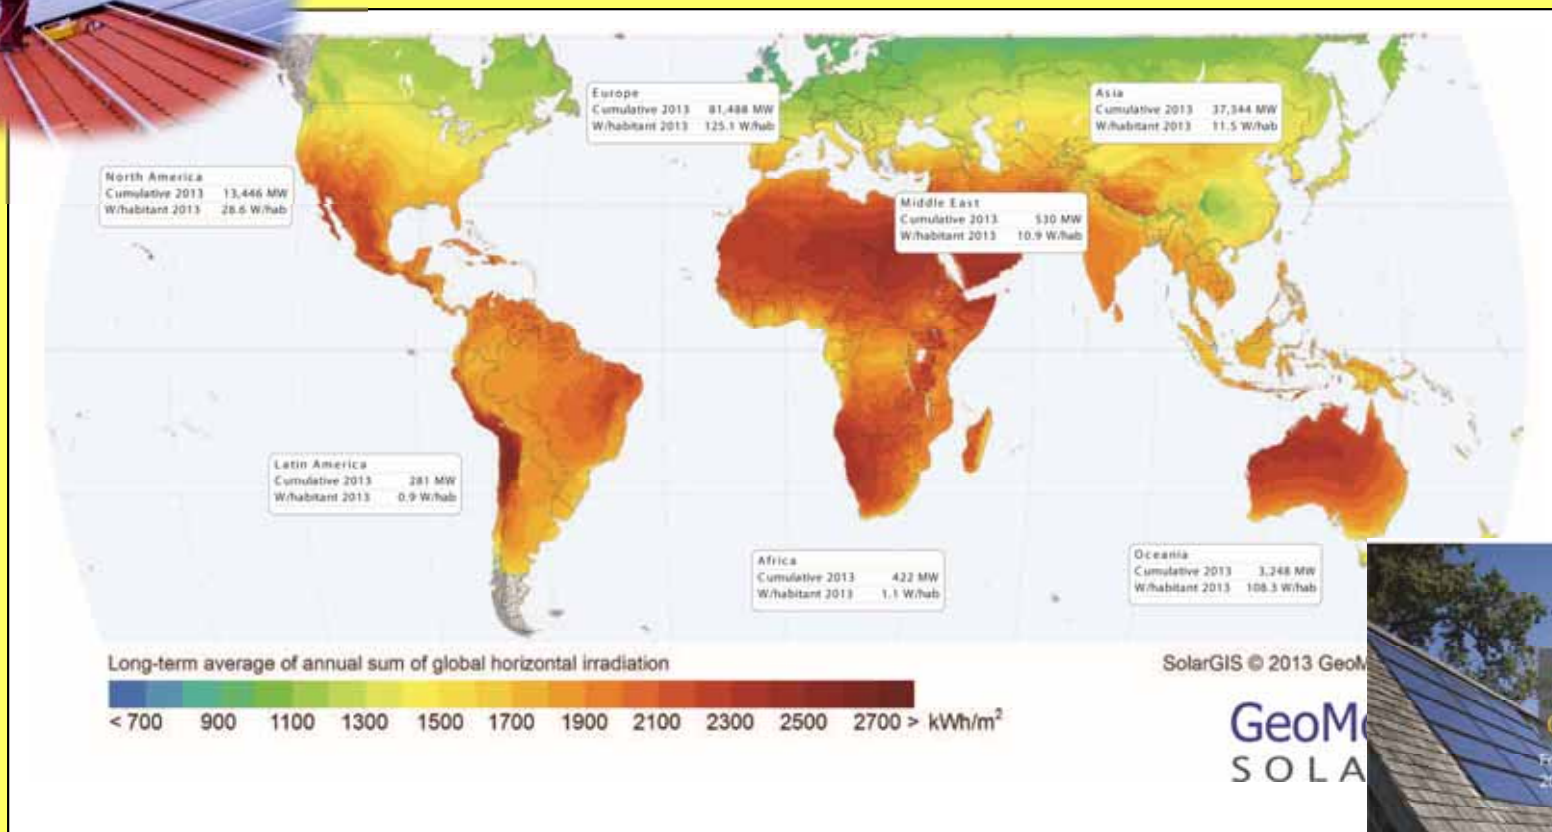 Europe
Cumulative 2013 81,488 MW
W/habitant 2013 125.1 W/hab
Asia
Cumulative 2013 37,344 MW
W/habitant 2013 11.5 W/hab
North America
Cumulative 2013 13,446 MW
W/habitant 2013 28.6 W/hab
Middle East
Cumulative 2013 530 MW
W/habitant 2013 10.9 W/hab
Latin America
Cumulative 2013 281 MW
W/habitant 2013 0.9 W/hab
Africa
Cumulative 2013 422 MW
W/habitant 2013 1.1 W/hab
Oceania
Cumulative 2013 3,248 MW
W/habitant 2013 108.3 W/hab
Long-term average of annual sum of global horizontal irradiation
SolarGIS © 2013 GeoM
< 700 900 1100 1300 1500 1700 1900 2100 2300 2500 2700 > kWh/m²
GeoM
SOLA